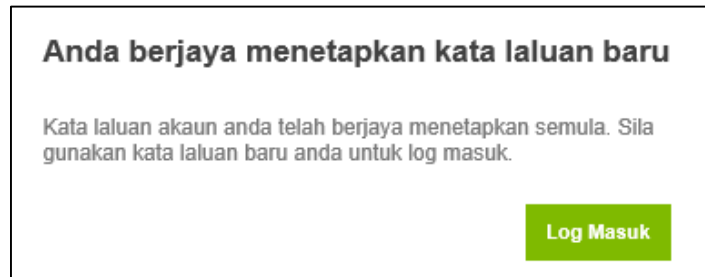 Anda berjaya menetapkan kata laluan baru
Kata laluan akaun anda telah berjaya menetapkan semula. Sila
gunakan kata laluan baru anda untuk log masuk.
Log Masuk